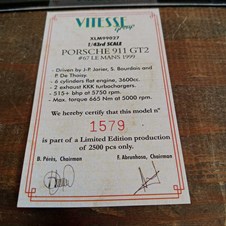 VITESSE
group
XLM99027
1/43rd SCALE
PORSCHE 911 GT2
#67 LE MANS 1999
- Driven by J-P. Jarier, S. Bourdais and
P. De Thoisy
- 6 cylinders flat engine, 3600cc.
- 2 exhaust KKK turbochargers.
- 515+ bhp at 5750 rpm.
- Max. torque 665 Nm at 5000 rpm.
We hereby certify that this model n°
1579
is part of a Limited Edition production
of 2500 pcs only.
D. Pérès, Chairman
F. Abrunhosa, Chairman